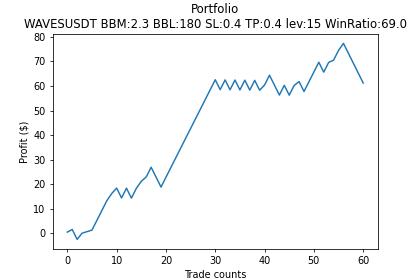 Portfolio
WAVESUSDT BBM:2.3 BBL:180 SL:0.4 TP:0.4 lev:15 WinRatio:69.0
80
70
60
50
40
30
20
10
0
Profit ($)
0 10 20 30 40 50 60
Trade counts